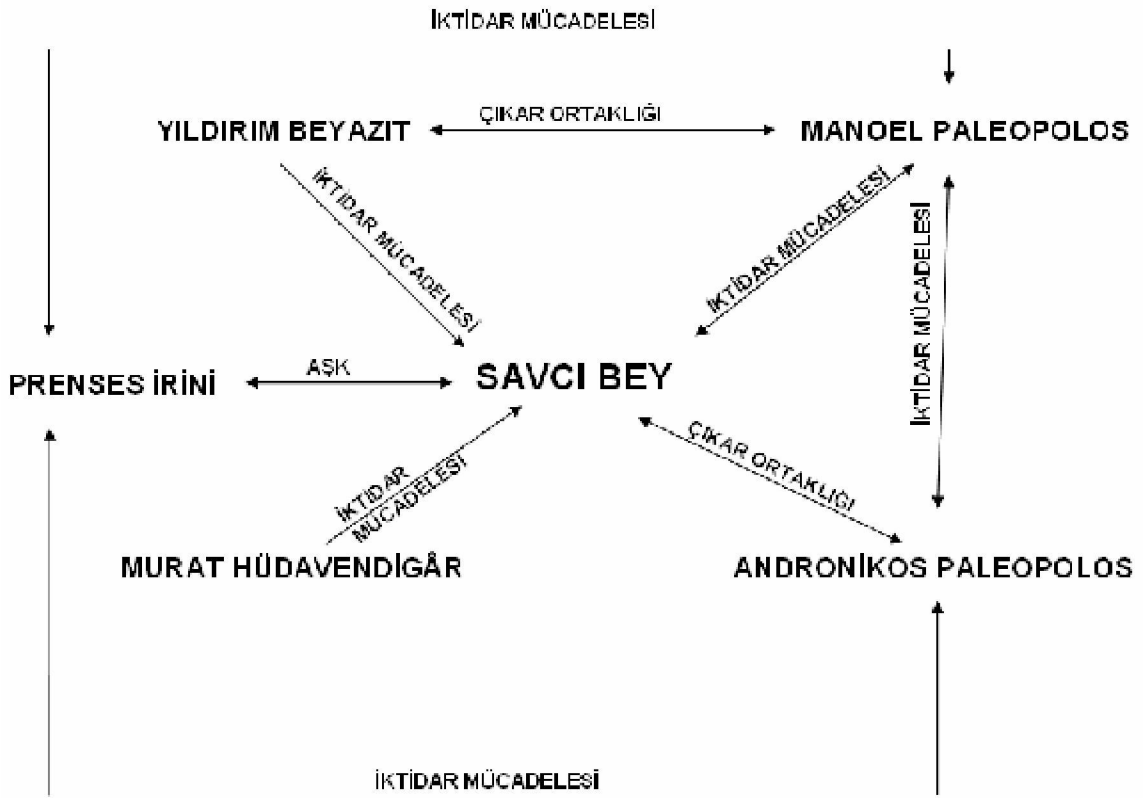 İKTİDAR MÜCADELESİ
ÇIKAR ORTAKLIĞI
YILDIRIM BEYAZIT
MANOEL PALEOPOLOS
İKTİDAR MÜCADELESİ
İKTİDAR MÜCADELESİ
İKTİDAR MÜCADELESİ
AŞK
PRENSES İRİNİ
SAVCI BEY
ÇIKAR ORTAKLIĞI
İKTİDAR
MÜCADELESİ
MURAT HÜDAVENDİGÂR
ANDRONİKOS PALEOPOLOS
İKTİDAR MÜCADELESİ